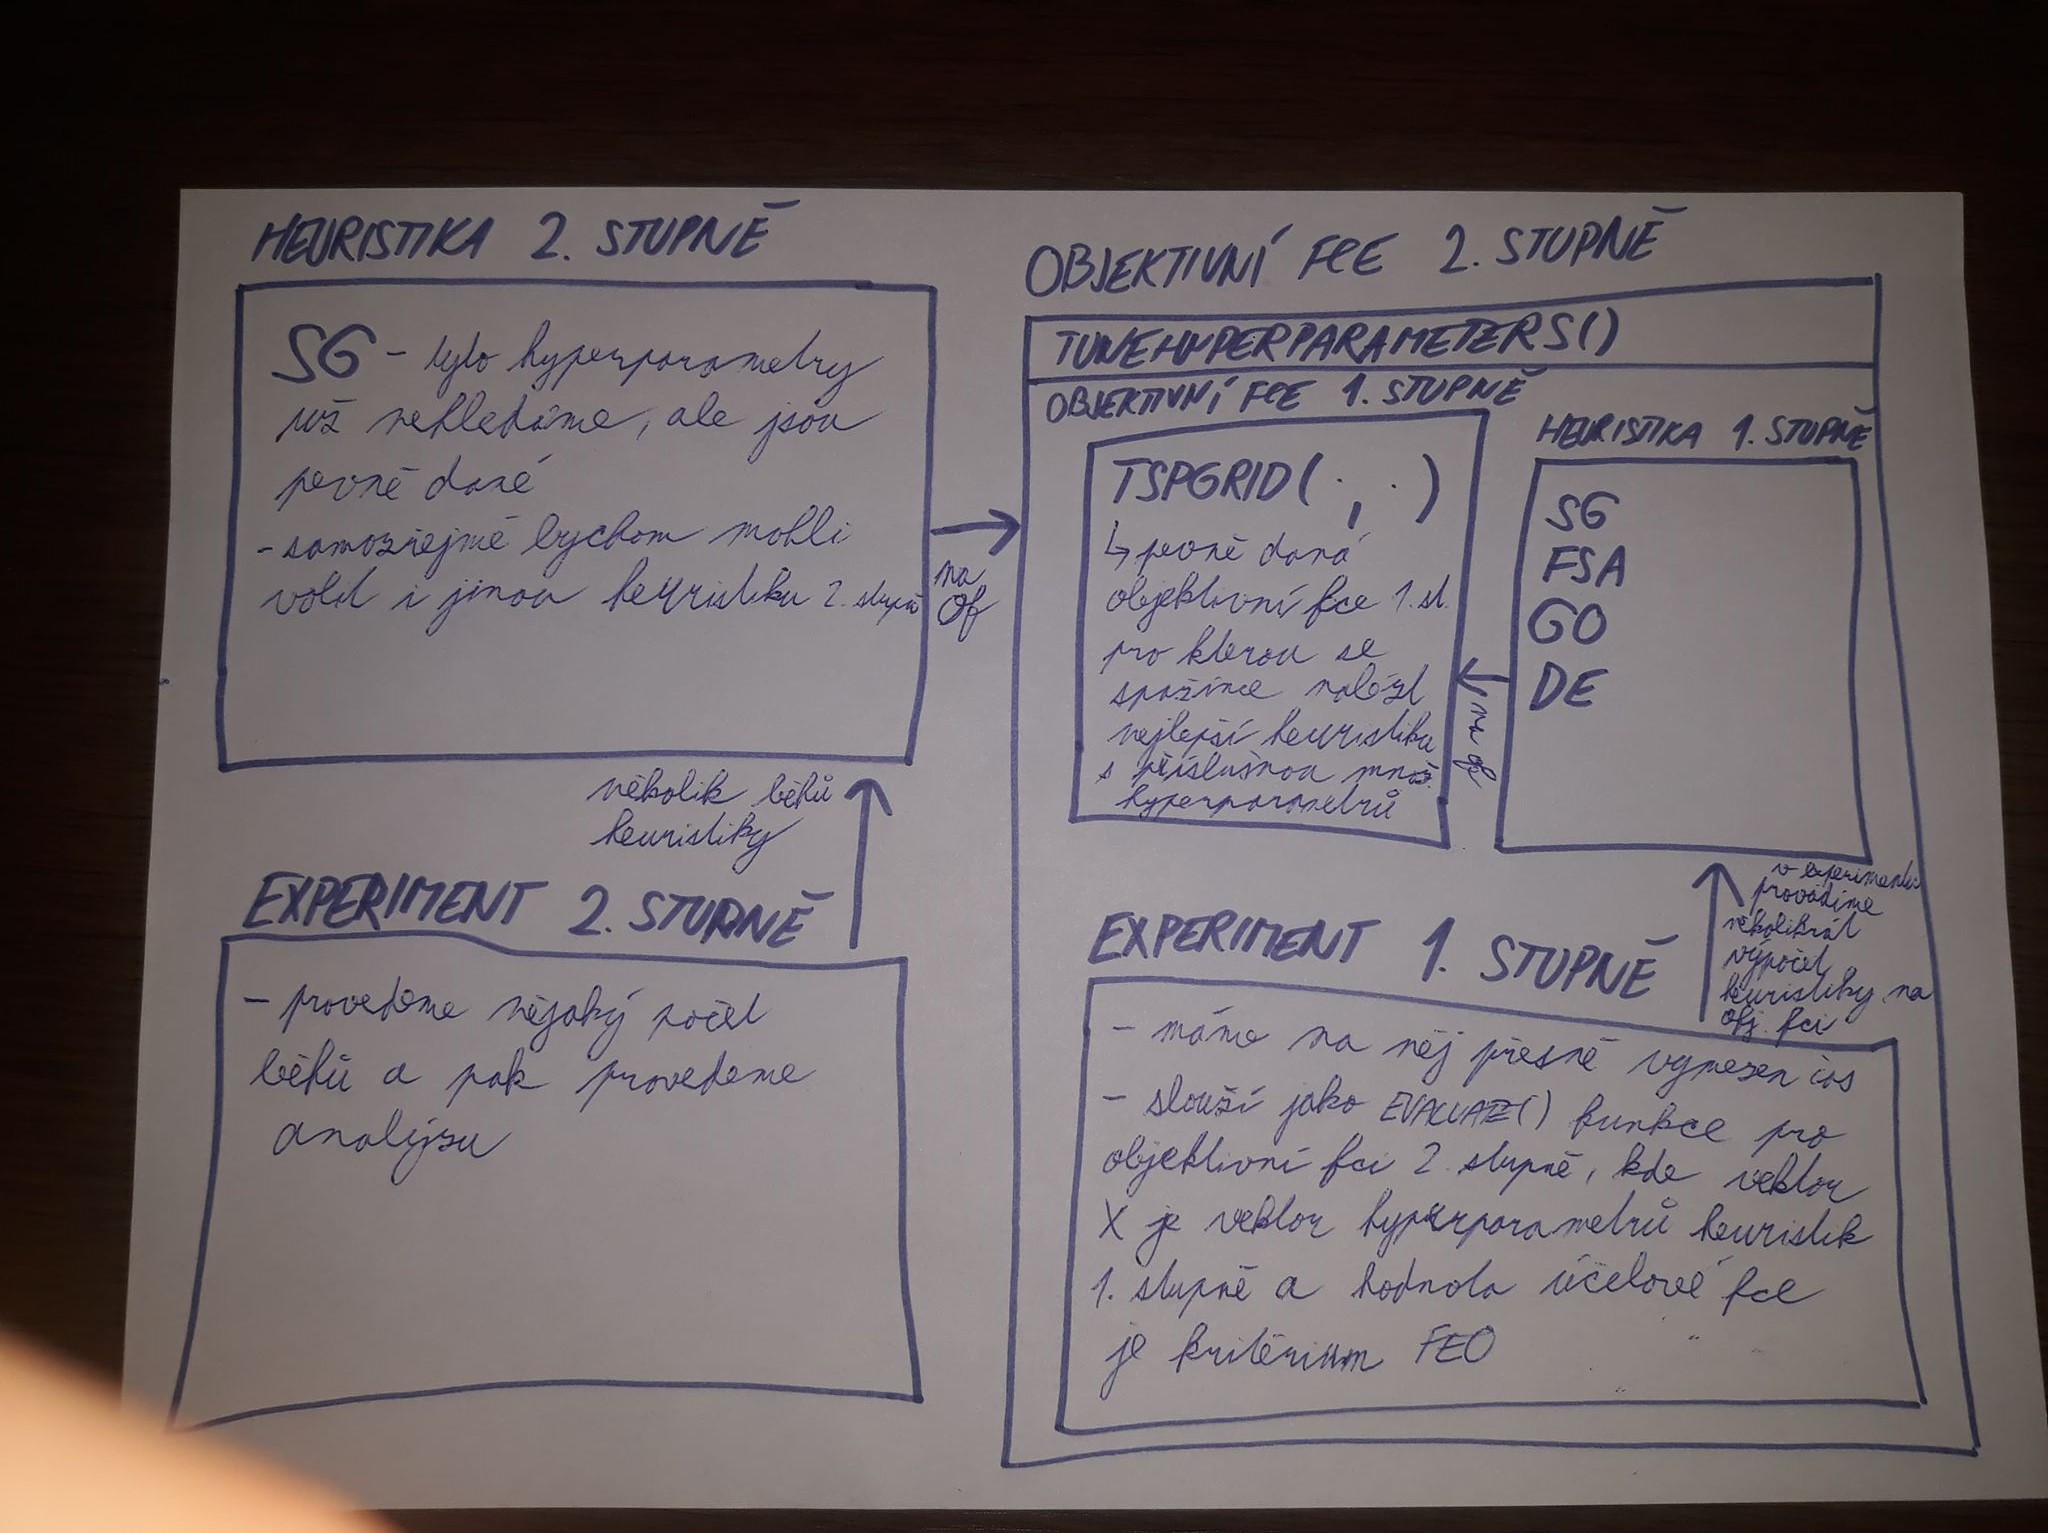 HEURISTIKA 2. STUPNĚ
SG - tyto hyperparametry
už nehledáme, ale jsou
pevně dané
- samozřejmě bychom mohli
volit i jinou heuristiku 2. stupně
na
of
několik běhů
heuristiky
EXPERIMENT 2. STUPNĚ
- provedeme nějaký počet
běhů a pak provedeme
analýzu
OBJEKTIVNÍ FCE 2. STUPNĚ
TUNEHYPERPARAMETERS()
OBJEKTIVNÍ FCE 1. STUPNĚ
TSPGRID( · , · )
↳ pevně daná
objektivní fce 1. st.
pro kterou se
snažíme nalézt
nejlepší heuristiku
s příslušnou množ.
hyperparametrů
na of
HEURISTIKA 1. STUPNĚ
SG
FSA
GO
DE
v experimentu
provádíme
několikrát
výpočet
heuristiky na
obj. fci
EXPERIMENT 1. STUPNĚ
- máme na něj přesně vymezen čas
- slouží jako EVALUATE() funkce pro
objektivní fci 2. stupně, kde vektor
X je vektor hyperparametrů heuristik
1. stupně a hodnota účelové fce
je kritérium FEO